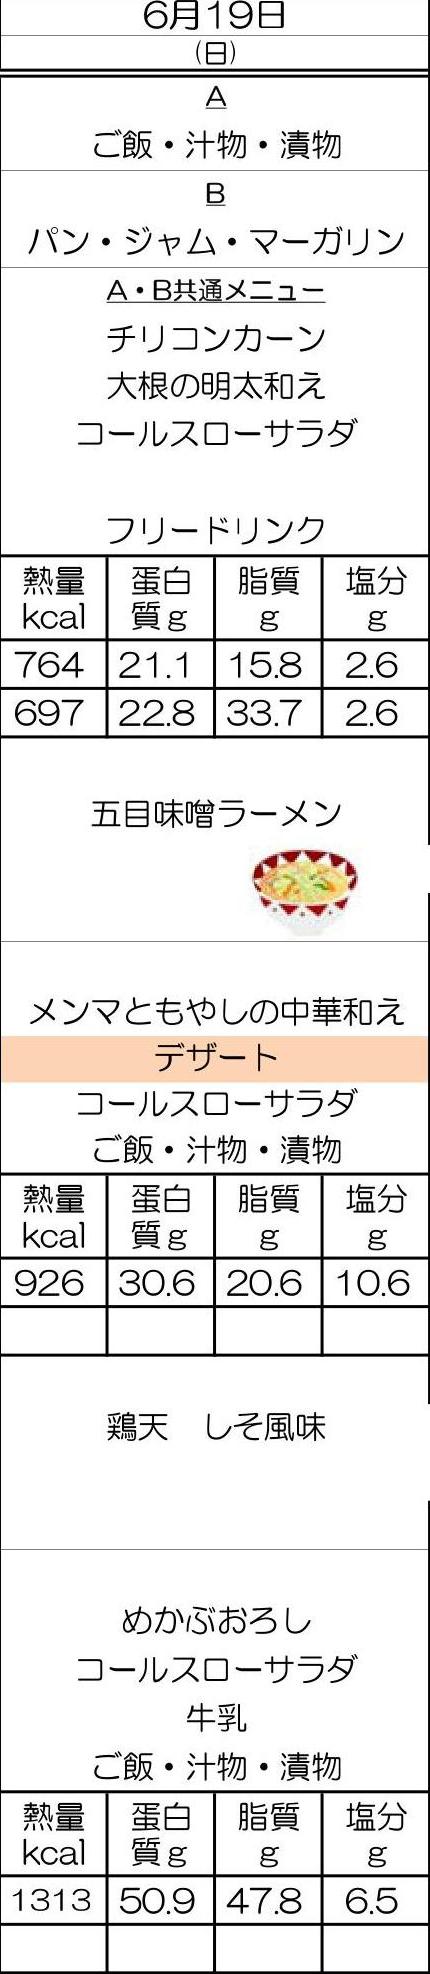 6月19日
(日)
A
ご飯・汁物・漬物
B
パン・ジャム・マーガリン
A・B共通メニュー
チリコンカーン
大根の明太和え
コールスローサラダ
フリードリンク
熱量 蛋白 脂質 塩分
kcal 質g g g
764 21.1 15.8 2.6
697 22.8 33.7 2.6
五目味噌ラーメン
メンマともやしの中華和え
デザート
コールスローサラダ
ご飯・汁物・漬物
熱量 蛋白 脂質 塩分
kcal 質g g g
926 30.6 20.6 10.6
鶏天　しそ風味
めかぶおろし
コールスローサラダ
牛乳
ご飯・汁物・漬物
熱量 蛋白 脂質 塩分
kcal 質g g g
1313 50.9 47.8 6.5